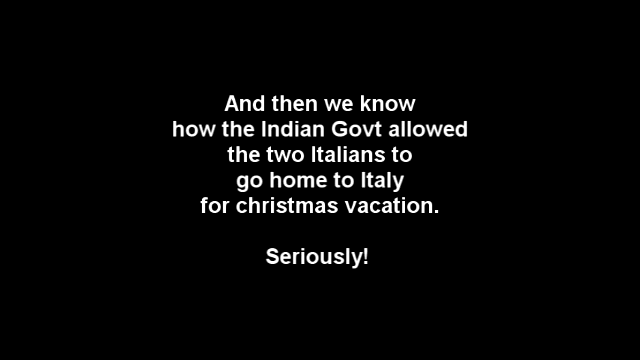 And then we know
how the Indian Govt allowed
the two Italians to
go home to Italy
for christmas vacation.
Seriously!